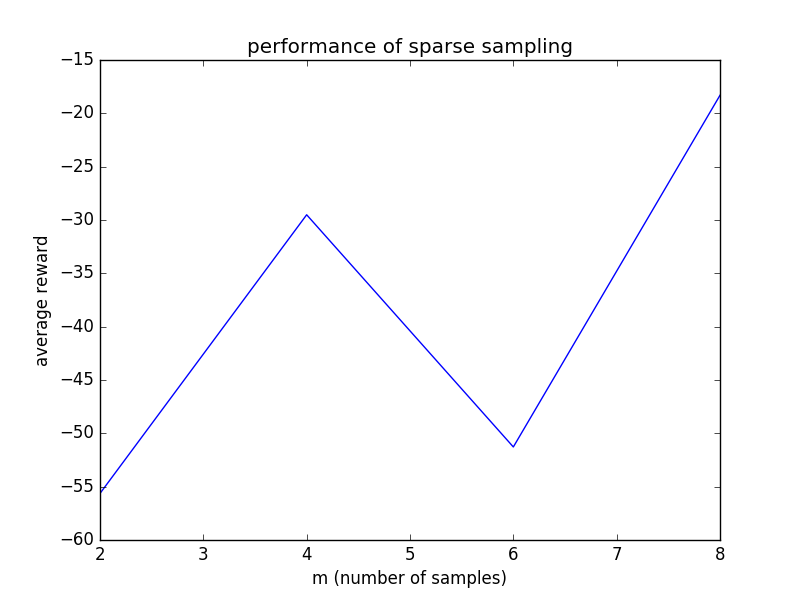 performance of sparse sampling
−15
−20
−25
−30
−35
−40
−45
−50
−55
−60
average reward
2 3 4 5 6 7 8
m (number of samples)